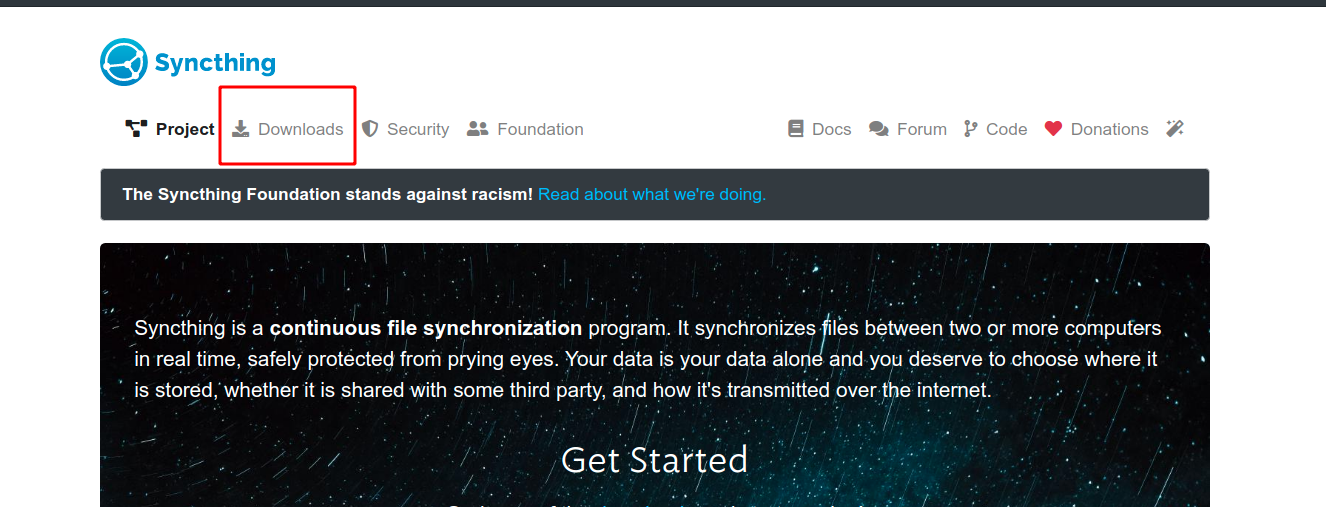 Syncthing
Project Downloads Security Foundation Docs Forum Code Donations
The Syncthing Foundation stands against racism! Read about what we're doing.
Syncthing is a continuous file synchronization program. It synchronizes files between two or more computers
in real time, safely protected from prying eyes. Your data is your data alone and you deserve to choose where it
is stored, whether it is shared with some third party, and how it's transmitted over the internet.
Get Started